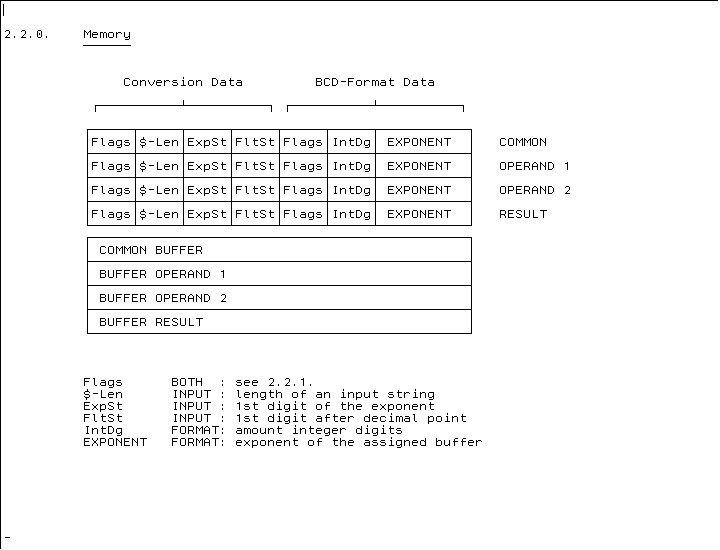 2.2.0. Memory
Conversion Data BCD-Format Data
Flags $-Len ExpSt FltSt Flags IntDg EXPONENT COMMON
Flags $-Len ExpSt FltSt Flags IntDg EXPONENT OPERAND 1
Flags $-Len ExpSt FltSt Flags IntDg EXPONENT OPERAND 2
Flags $-Len ExpSt FltSt Flags IntDg EXPONENT RESULT
COMMON BUFFER
BUFFER OPERAND 1
BUFFER OPERAND 2
BUFFER RESULT
Flags BOTH : see 2.2.1.
$-Len INPUT : length of an input string
ExpSt INPUT : 1st digit of the exponent
FltSt INPUT : 1st digit after decimal point
IntDg FORMAT: amount integer digits
EXPONENT FORMAT: exponent of the assigned buffer